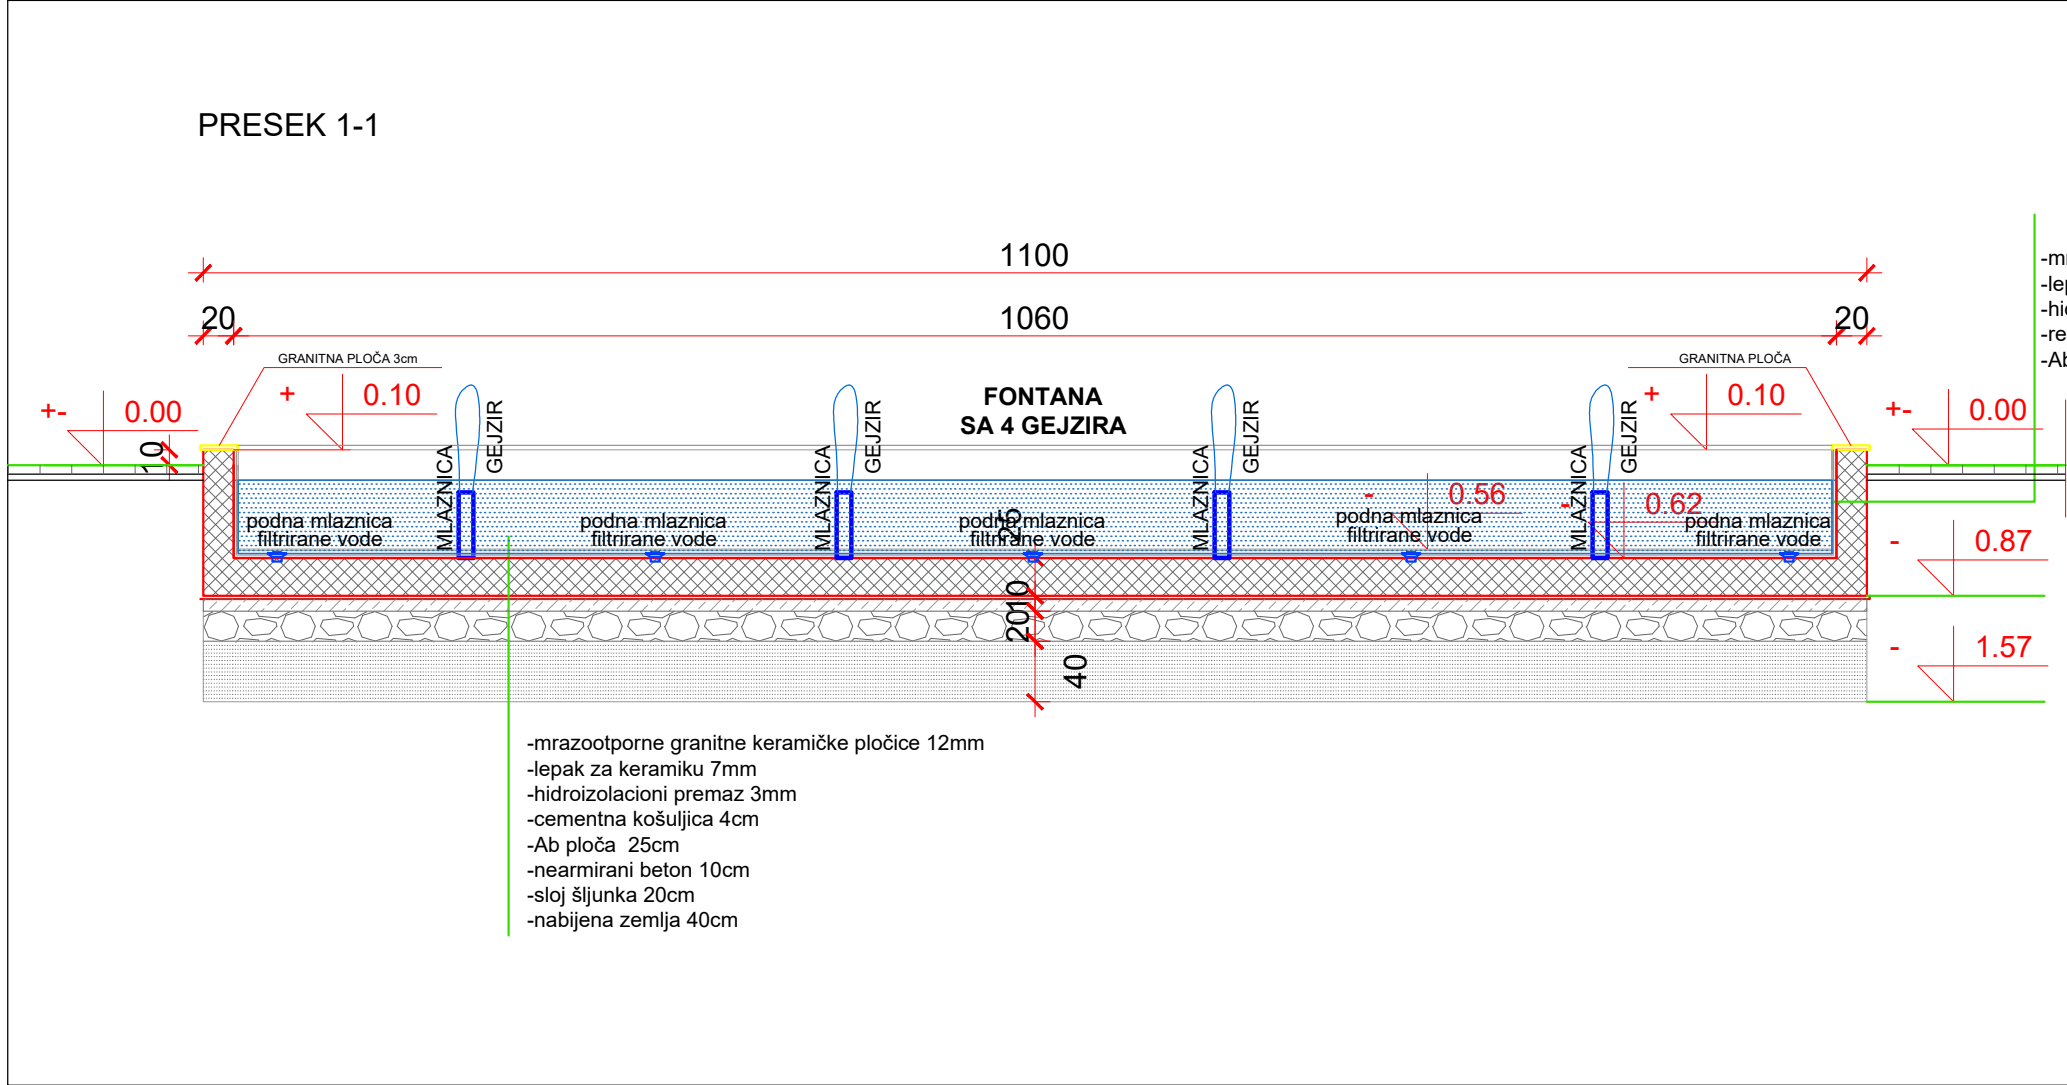 PRESEK 1-1
1100
20
1060
20
GRANITNA PLOČA 3cm
GRANITNA PLOČA
+- 0.00
+ 0.10
FONTANA
SA 4 GEJZIRA
+ 0.10
+- 0.00
10
MLAZNICA
GEJZIR
MLAZNICA
GEJZIR
MLAZNICA
GEJZIR
MLAZNICA
GEJZIR
- 0.56
- 0.62
podna mlaznica
filtrirane vode
podna mlaznica
filtrirane vode
podna mlaznica
filtrirane vode
podna mlaznica
filtrirane vode
podna mlaznica
filtrirane vode
25
10
20
40
- 0.87
- 1.57
-mrazootporne granitne keramičke pločice 12mm
-lepak za keramiku 7mm
-hidroizolacioni premaz 3mm
-cementna košuljica 4cm
-Ab ploča 25cm
-nearmirani beton 10cm
-sloj šljunka 20cm
-nabijena zemlja 40cm